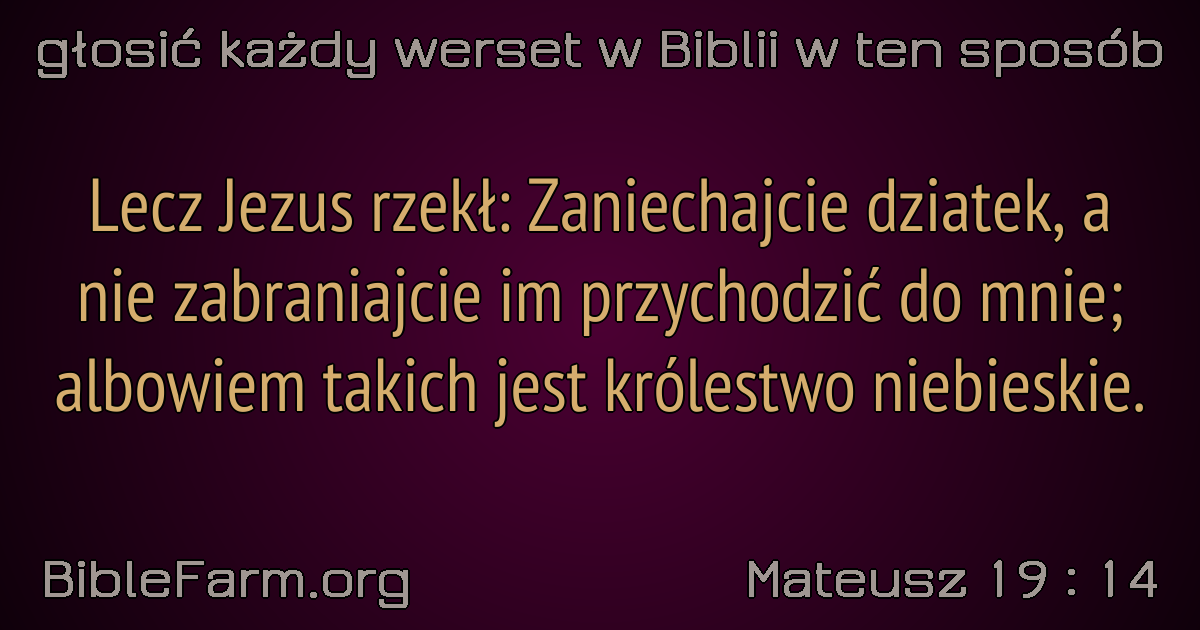 głosić każdy werset w Biblii w ten sposób
Lecz Jezus rzekł: Zaniechajcie dziatek, a
nie zabraniajcie im przychodzić do mnie;
albowiem takich jest królestwo niebieskie.
BibleFarm.org
Mateusz 19 : 14